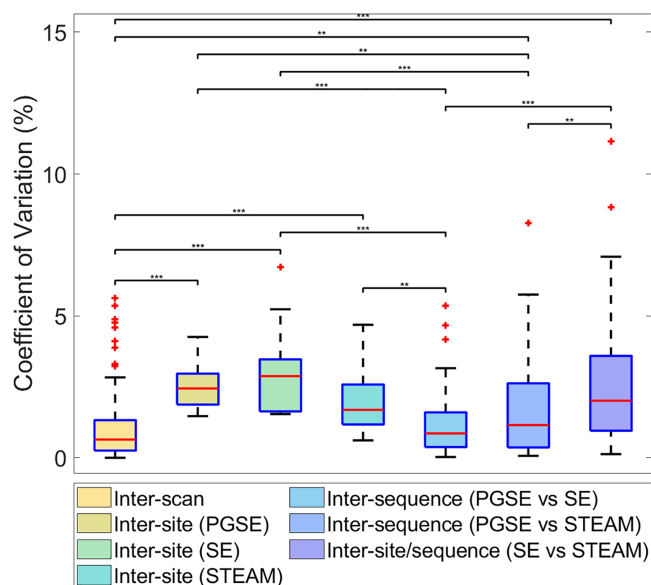 ***
**
15
**
***
***
***
**
10
***
***
***
5
**
0
Coefficient of Variation (%)
Inter-scan
Inter-sequence (PGSE vs SE)
Inter-site (PGSE)
Inter-sequence (PGSE vs STEAM)
Inter-site (SE)
Inter-site/sequence (SE vs STEAM)
Inter-site (STEAM)